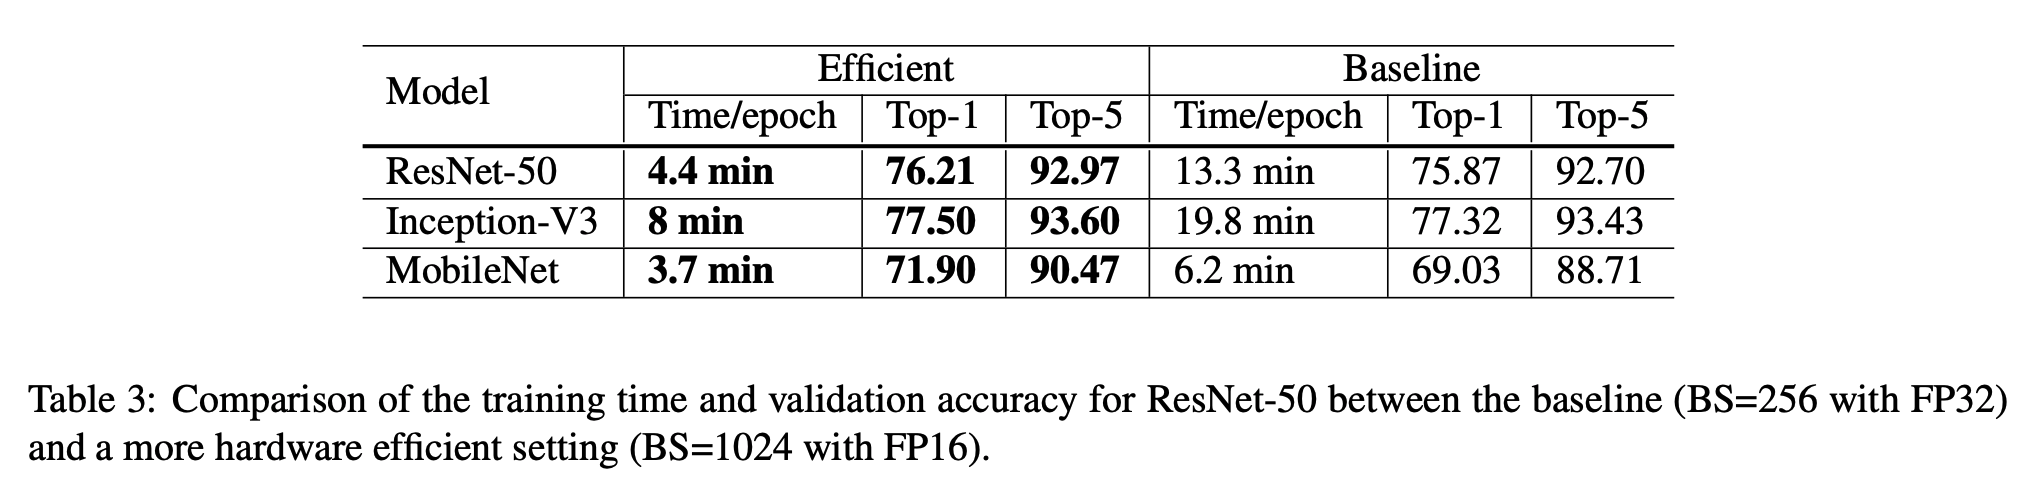 Model Efficient Baseline
Time/epoch Top-1 Top-5 Time/epoch Top-1 Top-5
ResNet-50 4.4 min 76.21 92.97 13.3 min 75.87 92.70
Inception-V3 8 min 77.50 93.60 19.8 min 77.32 93.43
MobileNet 3.7 min 71.90 90.47 6.2 min 69.03 88.71
Table 3: Comparison of the training time and validation accuracy for ResNet-50 between the baseline (BS=256 with FP32)
and a more hardware efficient setting (BS=1024 with FP16).